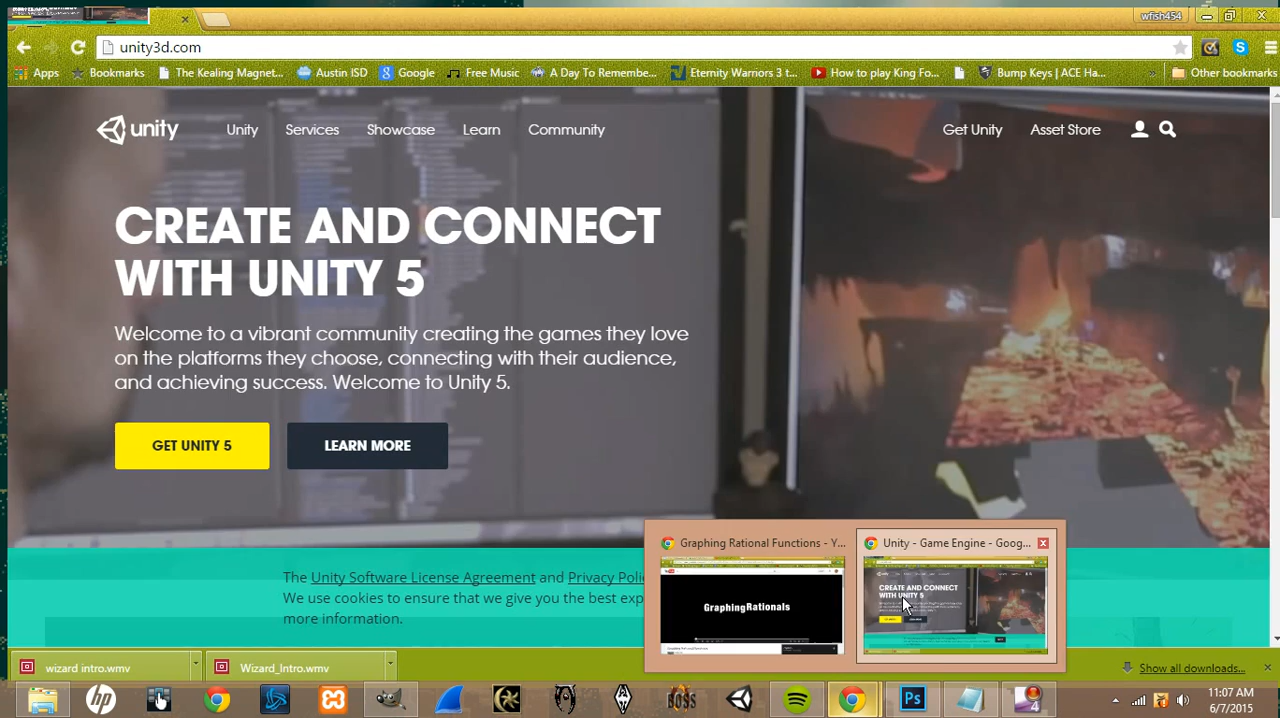 wfish454
unity3d.com
Apps Bookmarks The Kealing Magnet... Austin ISD Google Free Music A Day To Remembe... Eternity Warriors 3 t... How to play King Fo... Bump Keys | ACE Ha... » Other bookmarks
unity Unity Services Showcase Learn Community Get Unity Asset Store
CREATE AND CONNECT
WITH UNITY 5
Welcome to a vibrant community creating the games they love
on the platforms they choose, connecting with their audience,
and achieving success. Welcome to Unity 5.
GET UNITY 5 LEARN MORE
The Unity Software License Agreement and Privacy Poli
We use cookies to ensure that we give you the best exp
more information.
Graphing Rational Functions - Y... Unity - Game Engine - Goog...
GraphingRationals
CREATE AND CONNECT
WITH UNITY 5
wizard intro.wmv Wizard_Intro.wmv Show all downloads...
hp BOSS Ps 4
11:07 AM
6/7/2015